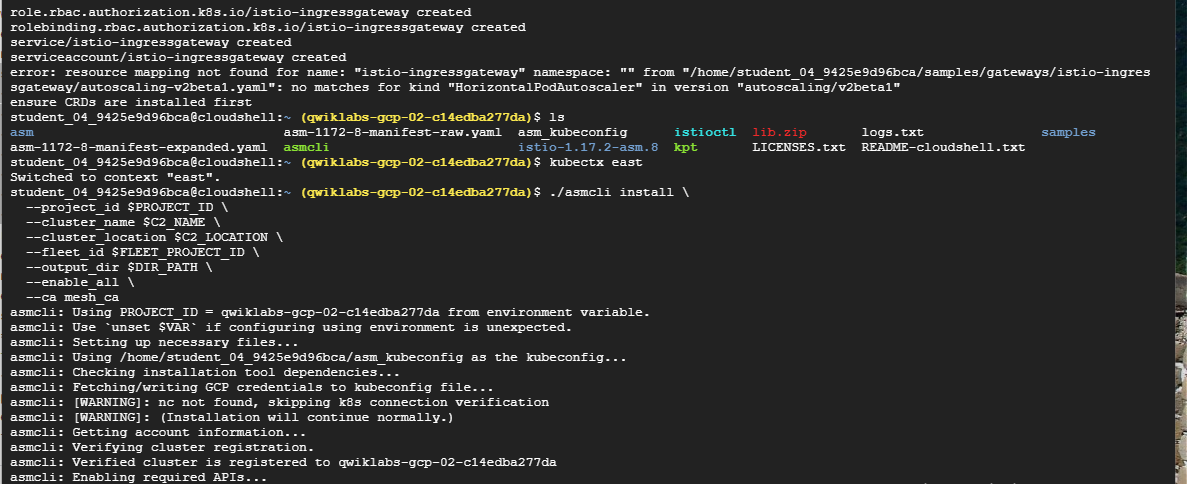 role.rbac.authorization.k8s.io/istio-ingressgateway created
rolebinding.rbac.authorization.k8s.io/istio-ingressgateway created
service/istio-ingressgateway created
serviceaccount/istio-ingressgateway created
error: resource mapping not found for name: "istio-ingressgateway" namespace: "" from "/home/student_04_9425e9d96bca/samples/gateways/istio-ingres
sgateway/autoscaling-v2beta1.yaml": no matches for kind "HorizontalPodAutoscaler" in version "autoscaling/v2beta1"
ensure CRDs are installed first
student_04_9425e9d96bca@cloudshell:~ (qwiklabs-gcp-02-c14edba277da)$ ls
asm asm-1172-8-manifest-raw.yaml asm_kubeconfig istioctl lib.zip logs.txt samples
asm-1172-8-manifest-expanded.yaml asmcli istio-1.17.2-asm.8 kpt LICENSES.txt README-cloudshell.txt
student_04_9425e9d96bca@cloudshell:~ (qwiklabs-gcp-02-c14edba277da)$ kubectx east
Switched to context "east".
student_04_9425e9d96bca@cloudshell:~ (qwiklabs-gcp-02-c14edba277da)$ ./asmcli install \
--project_id $PROJECT_ID \
--cluster_name $C2_NAME \
--cluster_location $C2_LOCATION \
--fleet_id $FLEET_PROJECT_ID \
--output_dir $DIR_PATH \
--enable_all \
--ca mesh_ca
asmcli: Using PROJECT_ID = qwiklabs-gcp-02-c14edba277da from environment variable.
asmcli: Use `unset $VAR` if configuring using environment is unexpected.
asmcli: Setting up necessary files...
asmcli: Using /home/student_04_9425e9d96bca/asm_kubeconfig as the kubeconfig...
asmcli: Checking installation tool dependencies...
asmcli: Fetching/writing GCP credentials to kubeconfig file...
asmcli: [WARNING]: nc not found, skipping k8s connection verification
asmcli: [WARNING]: (Installation will continue normally.)
asmcli: Getting account information...
asmcli: Verifying cluster registration.
asmcli: Verified cluster is registered to qwiklabs-gcp-02-c14edba277da
asmcli: Enabling required APIs...